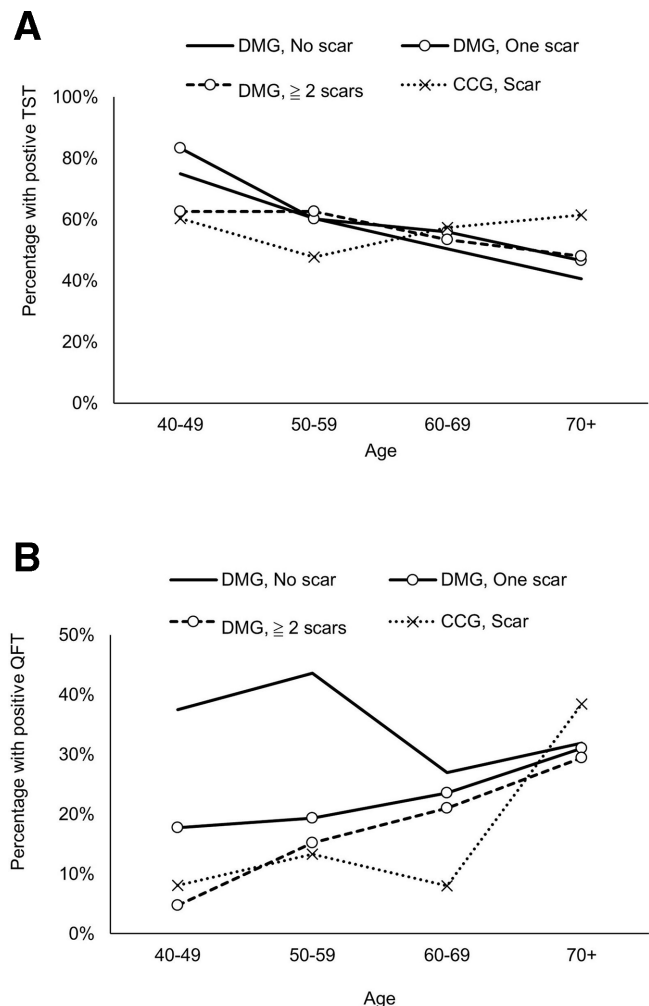 A
DMG, No scar DMG, One scar
DMG, ≧ 2 scars CCG, Scar
Percentage with postive TST
100%
80%
60%
40%
20%
0%
40-49 50-59 60-69 70+
Age
B
DMG, No scar DMG, One scar
DMG, ≧ 2 scars CCG, Scar
Percentage with positive QFT
50%
40%
30%
20%
10%
0%
40-49 50-59 60-69 70+
Age